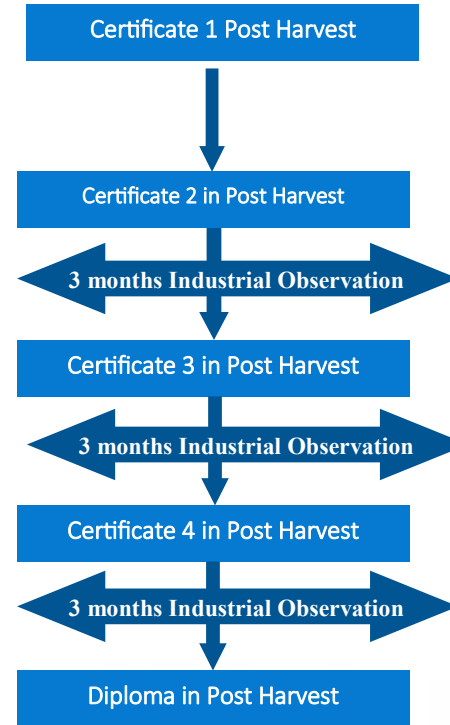 Certificate 1 Post Harvest
Certificate 2 in Post Harvest
3 months Industrial Observation
Certificate 3 in Post Harvest
3 months Industrial Observation
Certificate 4 in Post Harvest
3 months Industrial Observation
Diploma in Post Harvest